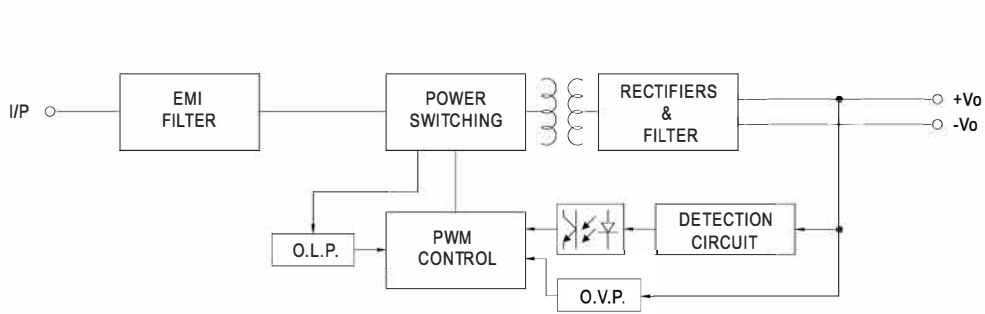 I/P
EMI
FILTER
POWER
SWITCHING
RECTIFIERS
&
FILTER
+Vo
-Vo
O.L.P.
PWM
CONTROL
DETECTION
CIRCUIT
O.V.P.